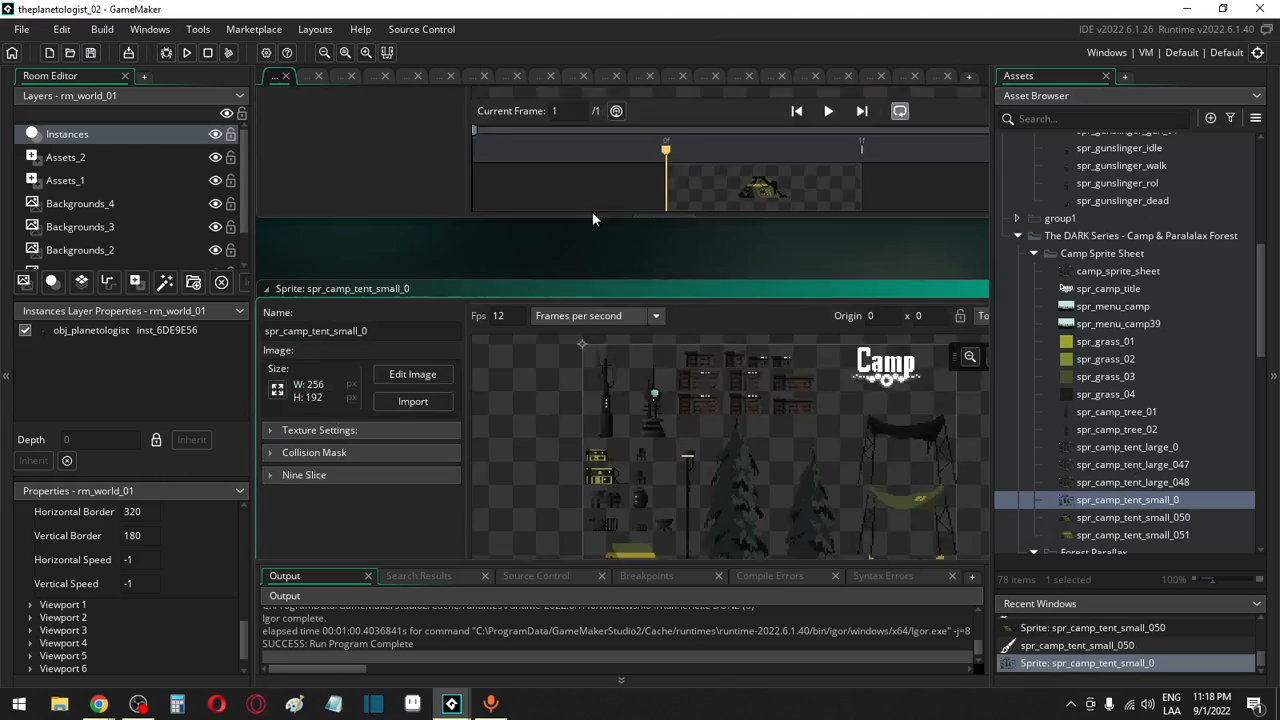 theplanetologist_02 - GameMaker
File Edit Build Windows Tools Marketplace Layouts Help Source Control
IDE v2022.6.1.26 Runtime v2022.6.1.40
Windows | VM | Default | Default
Room Editor
Layers - rm_world_01
Instances
Assets_2
Assets_1
Backgrounds_4
Backgrounds_3
Backgrounds_2
Instances Layer Properties - rm_world_01
obj_planetologist inst_6DE9E56
Depth 0 Inherit
Inherit
Properties - rm_world_01
Horizontal Border 320
Vertical Border 180
Horizontal Speed -1
Vertical Speed -1
Viewport 1
Viewport 2
Viewport 3
Viewport 4
Viewport 5
Viewport 6
Current Frame: 1 /1
0f 1f
Sprite: spr_camp_tent_small_0
Name:
spr_camp_tent_small_0
Image:
Size:
W: 256 px
H: 192 px
Edit Image
Import
Texture Settings:
Collision Mask
Nine Slice
Fps 12 Frames per second Origin 0 x 0 To
Camp
Output Search Results Source Control Breakpoints Compile Errors Syntax Errors
Output
Igor complete.
elapsed time 00:01:00.4036841s for command "C:\ProgramData/GameMakerStudio2/Cache/runtimes\runtime-2022.6.1.40/bin/igor/windows/x64/Igor.exe" -j=8
SUCCESS: Run Program Complete
Assets
Asset Browser
Search...
spr_gunslinger_gun_01
spr_gunslinger_idle
spr_gunslinger_walk
spr_gunslinger_rol
spr_gunslinger_dead
group1
The DARK Series - Camp & Paralalax Forest
Camp Sprite Sheet
camp_sprite_sheet
spr_camp_title
spr_menu_camp
spr_menu_camp39
spr_grass_01
spr_grass_02
spr_grass_03
spr_grass_04
spr_camp_tree_01
spr_camp_tree_02
spr_camp_tent_large_0
spr_camp_tent_large_047
spr_camp_tent_large_048
spr_camp_tent_small_0
spr_camp_tent_small_050
spr_camp_tent_small_051
Forest Parallax
78 items 1 selected 100%
Recent Windows
Sprite: spr_camp_tent_small_050
spr_camp_tent_small_050
Sprite: spr_camp_tent_small_0
ENG
LAA
11:18 PM
9/1/2022
1